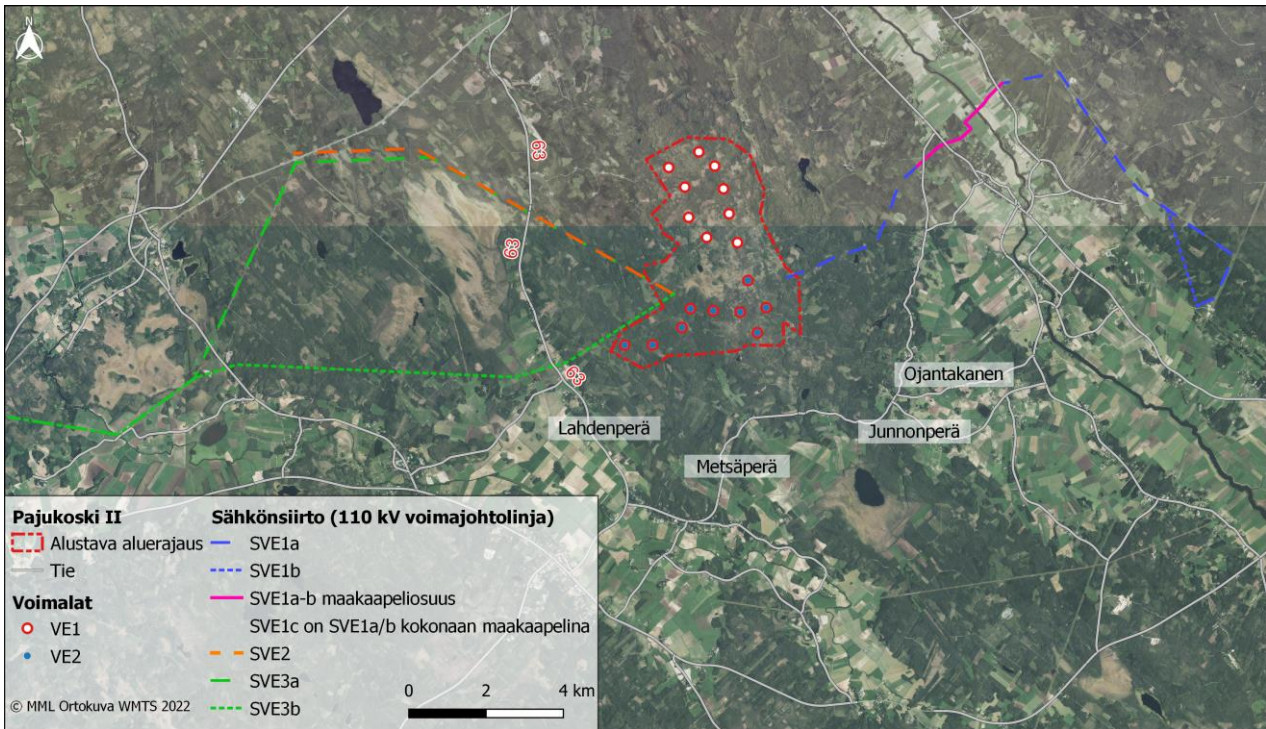 N
63
63
63
Ojantakanen
Lahdenperä
Junnonperä
Metsäperä
Pajukoski II
Alustava aluerajaus
Tie
Voimalat
VE1
VE2
© MML Ortokuva WMTS 2022
Sähkönsiirto (110 kV voimajohtolinja)
SVE1a
SVE1b
SVE1a-b maakaapeliosuus
SVE1c on SVE1a/b kokonaan maakaapelina
SVE2
SVE3a
SVE3b
0 2 4 km